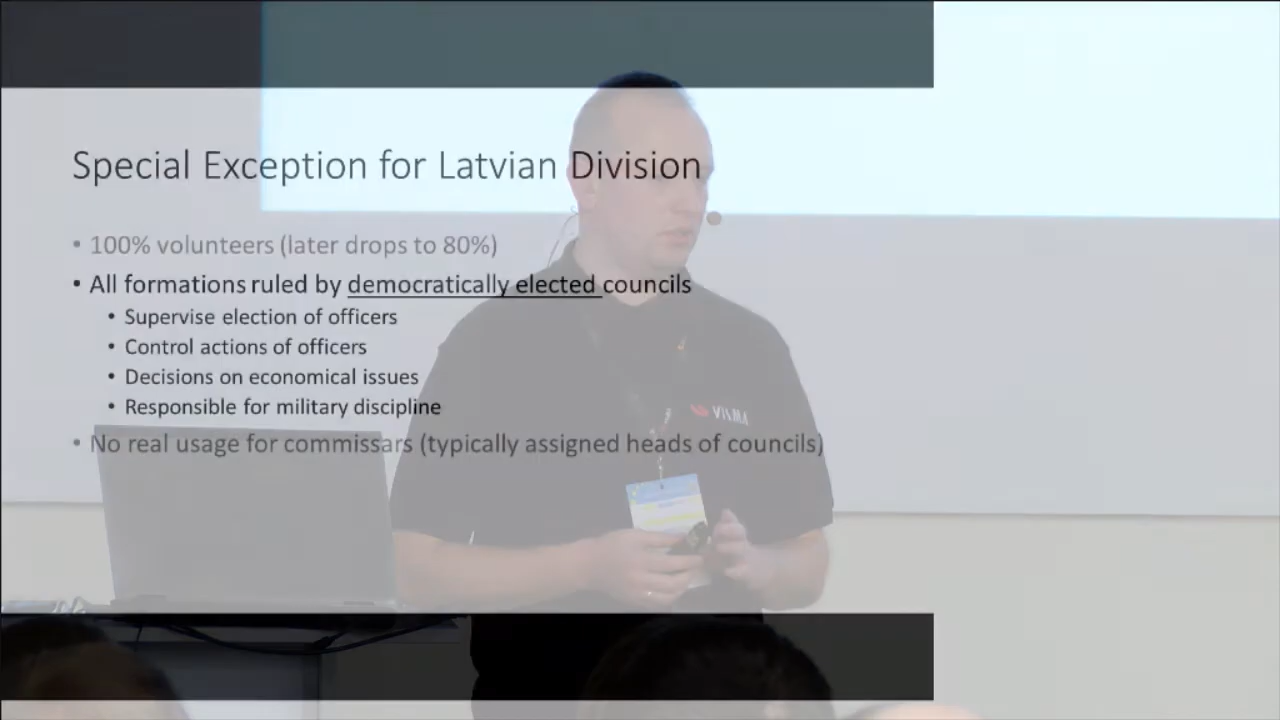 Special Exception for Latvian Division
• 100% volunteers (later drops to 80%)
• All formations ruled by democratically elected councils
• Supervise election of officers
• Control actions of officers
• Decisions on economical issues
• Responsible for military discipline
• No real usage for commissars (typically assigned heads of councils)
VISMA